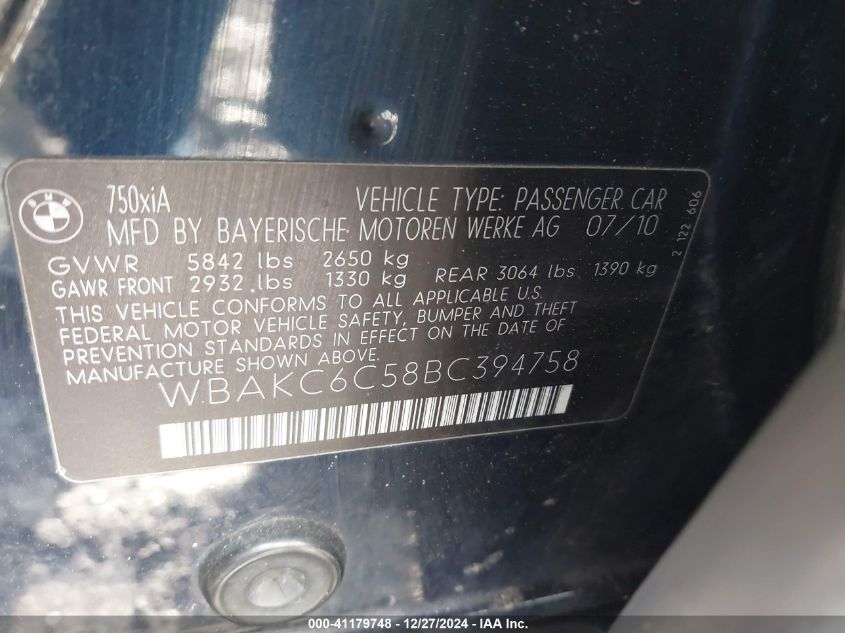 BMW
750xiA VEHICLE TYPE: PASSENGER CAR
MFD BY BAYERISCHE MOTOREN WERKE AG 07/10
GVWR 5842 lbs 2650 kg
GAWR FRONT 2932 lbs 1330 kg REAR 3064 lbs 1390 kg
THIS VEHICLE CONFORMS TO ALL APPLICABLE U.S.
FEDERAL MOTOR VEHICLE SAFETY, BUMPER AND THEFT
PREVENTION STANDARDS IN EFFECT ON THE DATE OF
MANUFACTURE SHOWN ABOVE.
WBAKC6C58BC394758
2 122 606
000-41179748 - 12/27/2024 - IAA Inc.